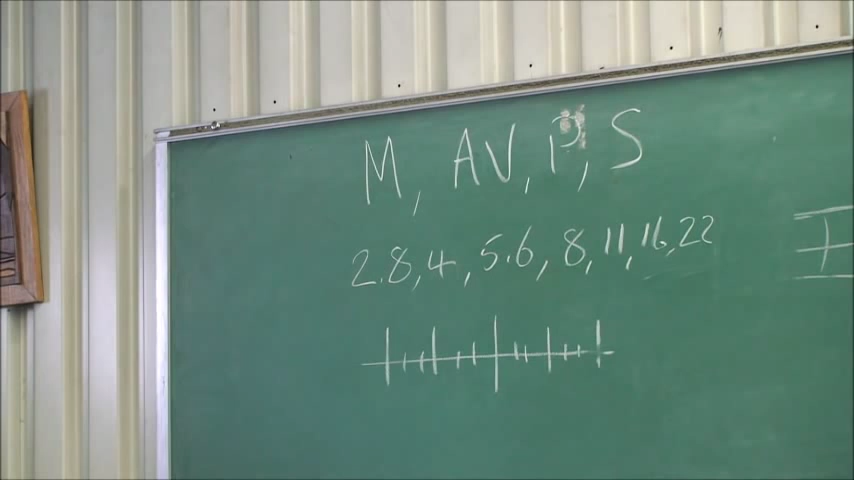 M, AV, P, S
2.8, 4, 5.6, 8, 11, 16, 22